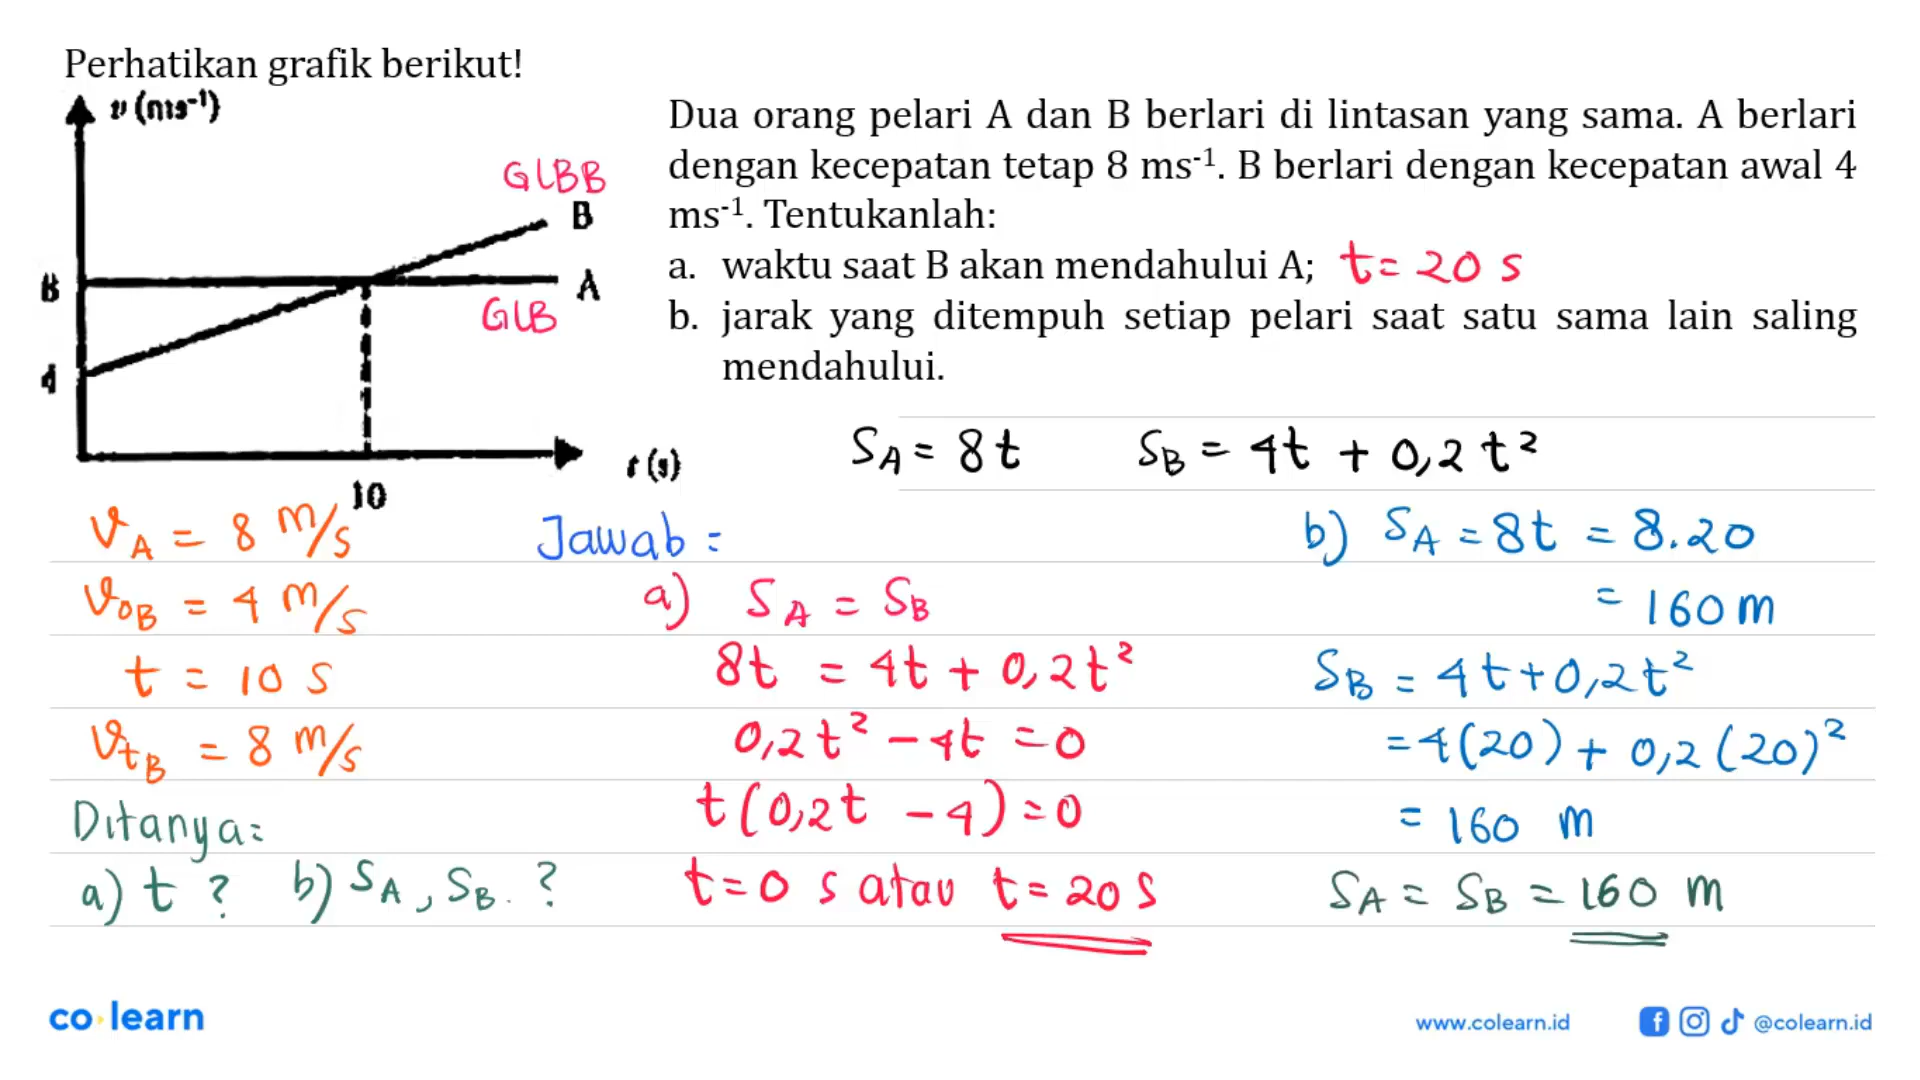 Perhatikan grafik berikut!
v (ms⁻¹)
GLBB
B
8
A
GLB
4
t (s)
10
Dua orang pelari A dan B berlari di lintasan yang sama. A berlari
dengan kecepatan tetap 8 ms⁻¹. B berlari dengan kecepatan awal 4
ms⁻¹. Tentukanlah:
a. waktu saat B akan mendahului A; t = 20 s
b. jarak yang ditempuh setiap pelari saat satu sama lain saling
mendahului.
S_A = 8t S_B = 4t + 0,2t²
v_A = 8 m/s
v_0B = 4 m/s
t = 10 s
v_tB = 8 m/s
Ditanya:
a) t ? b) S_A, S_B. ?
Jawab :
a) S_A = S_B
8t = 4t + 0,2t²
0,2t² - 4t = 0
t(0,2t - 4) = 0
t = 0 s atau t = 20 s
b) S_A = 8t = 8.20
= 160 m
S_B = 4t + 0,2t²
= 4(20) + 0,2(20)²
= 160 m
S_A = S_B = 160 m
co learn
www.colearn.id
@colearn.id